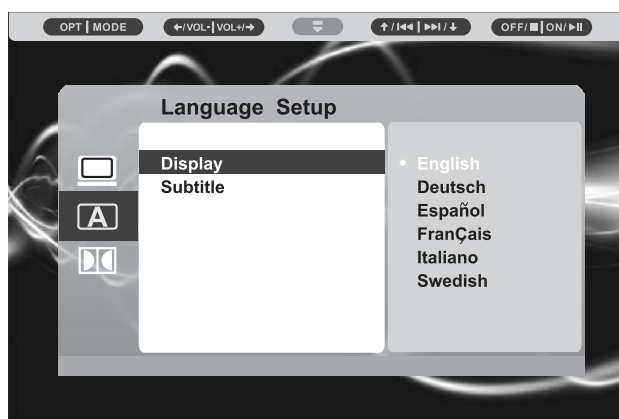 OPT | MODE ←/VOL- | VOL+/→ ↑/I◀◀ | ▶▶I/↓ OFF/■ | ON/▶II
Language Setup
Display • English
Subtitle Deutsch
A Español
FranÇais
Italiano
Swedish